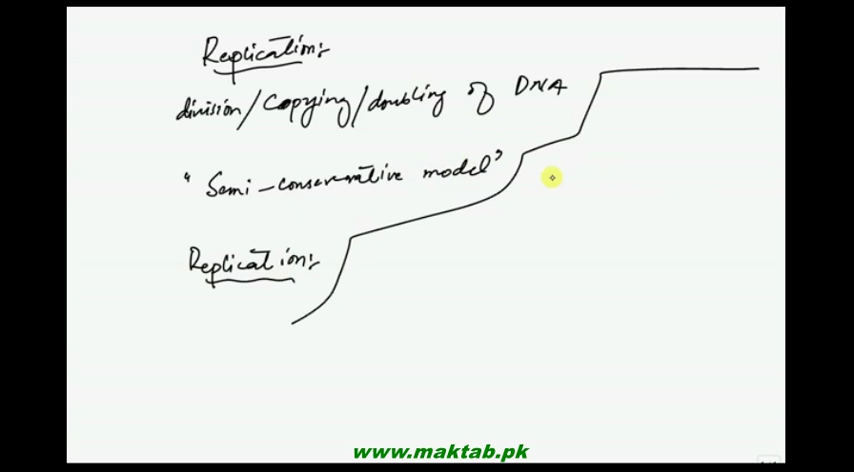 Replication:
division/Copying/doubling of DNA
"Semi-conservative model"
Replication:
www.maktab.pk